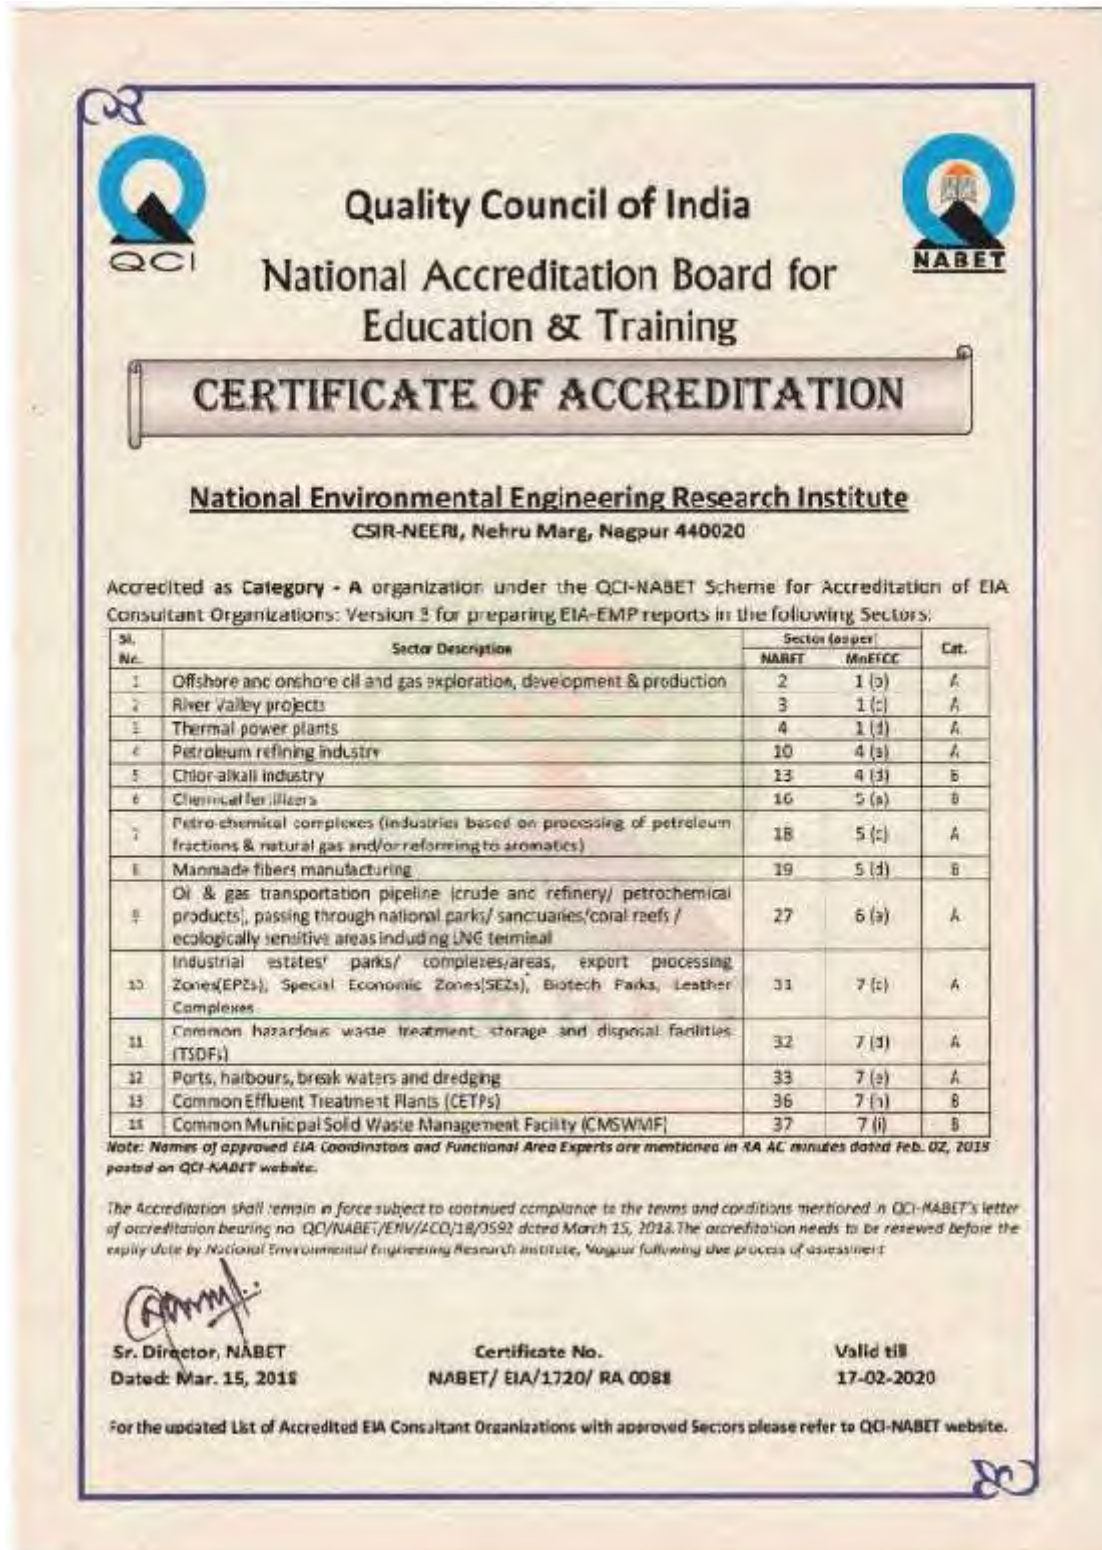 QCI
NABET
Quality Council of India
National Accreditation Board for
Education & Training
CERTIFICATE OF ACCREDITATION
National Environmental Engineering Research Institute
CSIR-NEERI, Nehru Marg, Nagpur 440020
Accredited as Category - A organization under the QCI-NABET Scheme for Accreditation of EIA
Consultant Organizations: Version 3 for preparing EIA-EMP reports in the following Sectors:
Sl. No. Sector Description Sector (as per) Cat.
NABET MoEFCC
1 Offshore and onshore oil and gas exploration, development & production 2 1 (b) A
2 River Valley projects 3 1 (c) A
3 Thermal power plants 4 1 (d) A
4 Petroleum refining industry 10 4 (a) A
5 Chlor-alkali industry 13 4 (d) B
6 Chemical fertilizers 16 5 (a) B
7 Petro-chemical complexes (industries based on processing of petroleum
fractions & natural gas and/or reforming to aromatics) 18 5 (c) A
8 Manmade fibers manufacturing 19 5 (d) B
9 Oil & gas transportation pipeline (crude and refinery/ petrochemical
products), passing through national parks/ sanctuaries/coral reefs /
ecologically sensitive areas including LNG terminal 27 6 (a) A
10 Industrial estates/ parks/ complexes/areas, export processing
Zones(EPZs), Special Economic Zones(SEZs), Biotech Parks, Leather
Complexes 31 7 (c) A
11 Common hazardous waste treatment, storage and disposal facilities
(TSDFs) 32 7 (d) A
12 Ports, harbours, break waters and dredging 33 7 (e) A
13 Common Effluent Treatment Plants (CETPs) 36 7 (h) B
14 Common Municipal Solid Waste Management Facility (CMSWMF) 37 7 (i) B
Note: Names of approved EIA Coordinators and Functional Area Experts are mentioned in RA AC minutes dated Feb. 02, 2018
posted on QCI-NABET website.
The Accreditation shall remain in force subject to continued compliance to the terms and conditions mentioned in QCI-NABET's letter
of accreditation bearing no. QCI/NABET/ENV/ACO/18/0592 dated March 15, 2018. The accreditation needs to be renewed before the
expiry date by National Environmental Engineering Research Institute, Nagpur following due process of assessment
Sr. Director, NABET
Dated: Mar. 15, 2018
Certificate No.
NABET/ EIA/1720/ RA 0088
Valid till
17-02-2020
For the updated List of Accredited EIA Consultant Organizations with approved Sectors please refer to QCI-NABET website.